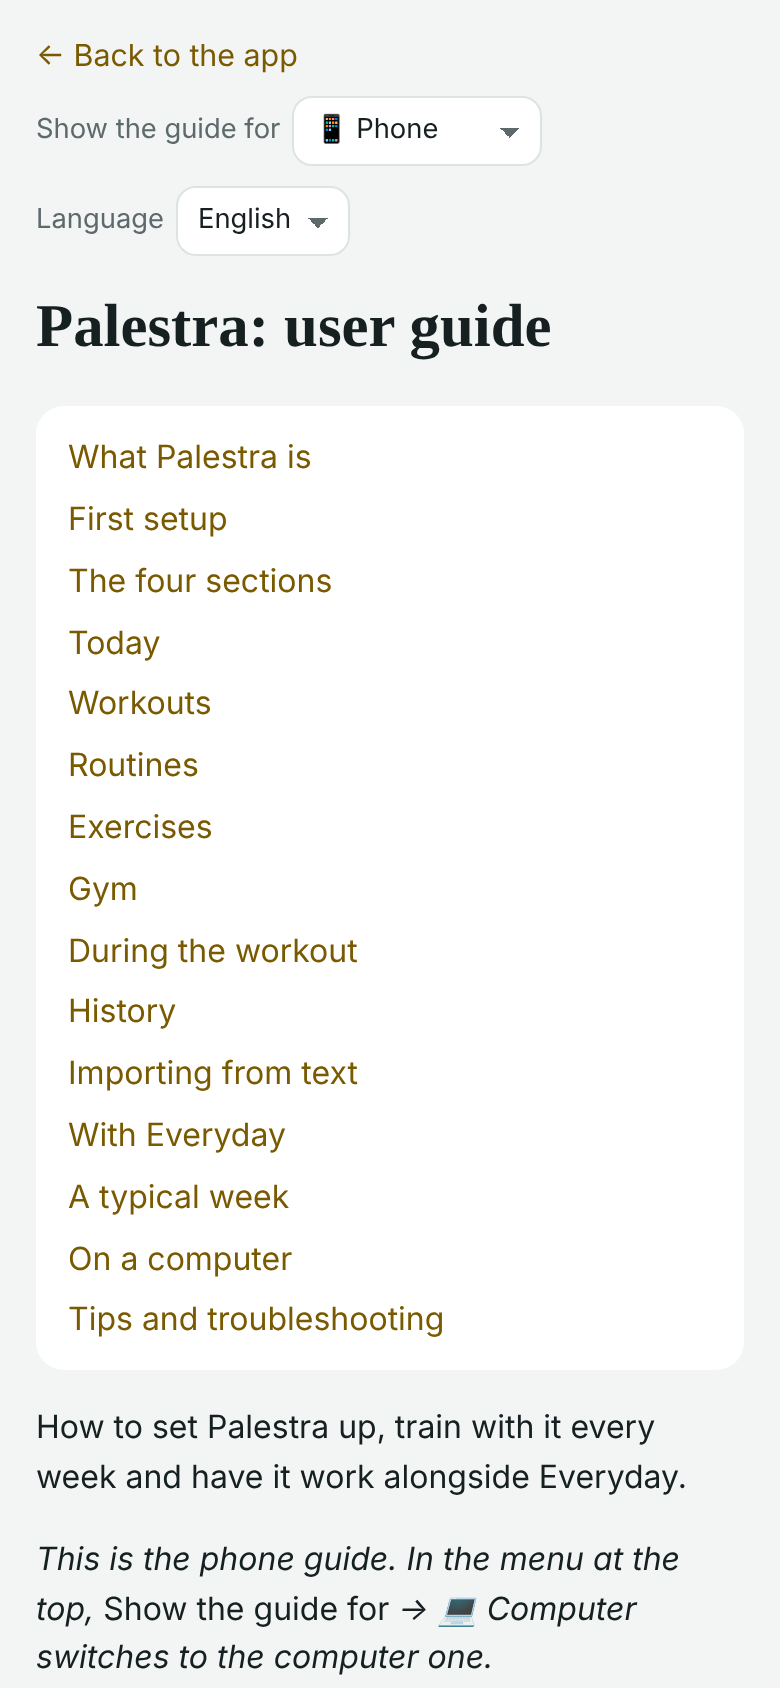 ← Back to the app
Show the guide for 📱 Phone
Language English
Palestra: user guide
What Palestra is
First setup
The four sections
Today
Workouts
Routines
Exercises
Gym
During the workout
History
Importing from text
With Everyday
A typical week
On a computer
Tips and troubleshooting
How to set Palestra up, train with it every
week and have it work alongside Everyday.
This is the phone guide. In the menu at the
top, Show the guide for → 💻 Computer
switches to the computer one.